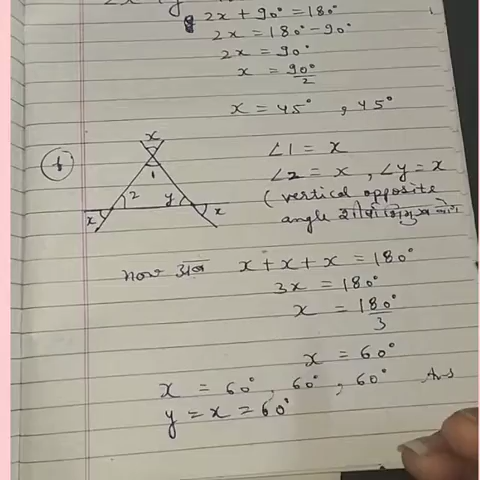 2x + 90° = 180°
2x = 180° - 90°
2x = 90°
x = 90°/2
x = 45° , 45°
f
x
1
2
y
x
x
∠1 = x
∠2 = x , ∠y = x
(vertical opposite
angle
now अब x + x + x = 180°
3x = 180°
x = 180°/3
x = 60°
x = 60° , 60° , 60° Ans
y = x = 60°